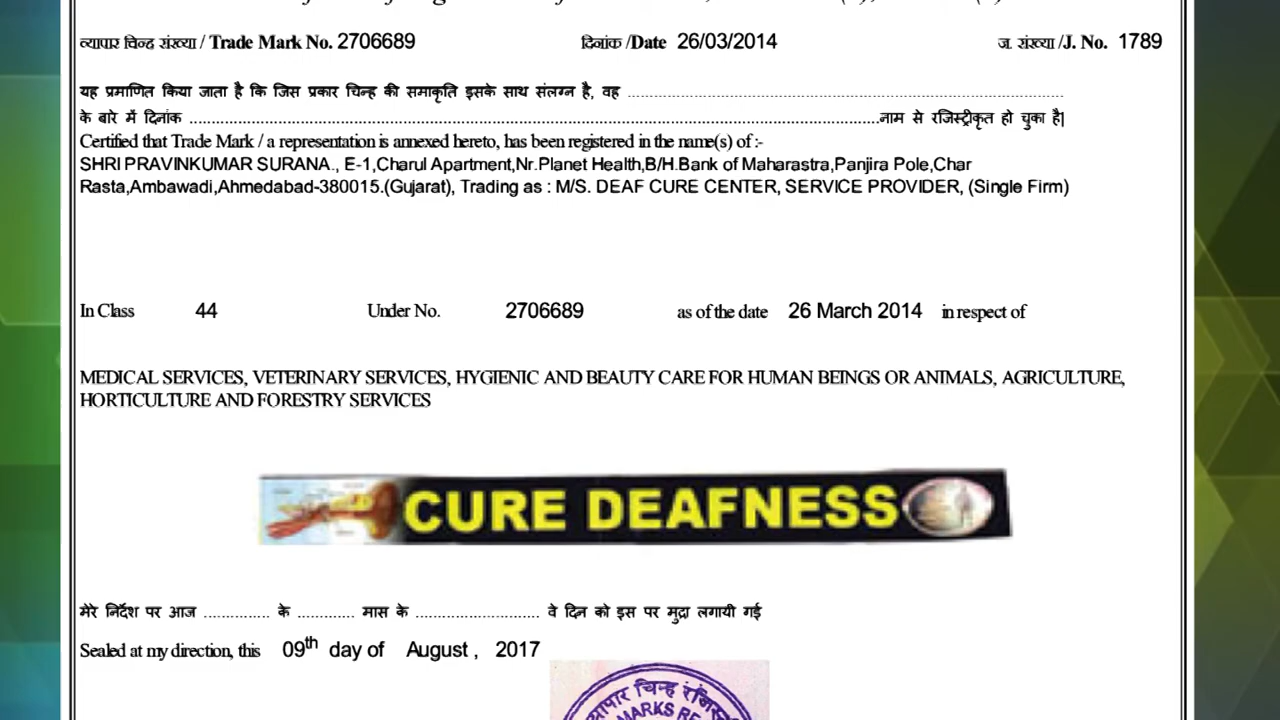 व्यापार चिन्ह संख्या / Trade Mark No. 2706689 दिनांक /Date 26/03/2014 ज. संख्या /J. No. 1789
यह प्रमाणित किया जाता है कि जिस प्रकार चिन्ह की समाकृति इसके साथ संलग्न है, वह ....................
के बारे में दिनांक ....................नाम से रजिस्ट्रीकृत हो चुका है|
Certified that Trade Mark / a representation is annexed hereto, has been registered in the name(s) of :-
SHRI PRAVINKUMAR SURANA., E-1,Charul Apartment,Nr.Planet Health,B/H.Bank of Maharastra,Panjira Pole,Char
Rasta,Ambawadi,Ahmedabad-380015.(Gujarat), Trading as : M/S. DEAF CURE CENTER, SERVICE PROVIDER, (Single Firm)
In Class 44 Under No. 2706689 as of the date 26 March 2014 in respect of
MEDICAL SERVICES, VETERINARY SERVICES, HYGIENIC AND BEAUTY CARE FOR HUMAN BEINGS OR ANIMALS, AGRICULTURE,
HORTICULTURE AND FORESTRY SERVICES
CURE DEAFNESS
मेरे निर्देश पर आज .............. के ............ मास के .......................... वे दिन को इस पर मुद्रा लगायी गई
Sealed at my direction, this 09th day of August , 2017
व्यापार चिन्ह रजिस्ट्
MARKS RE